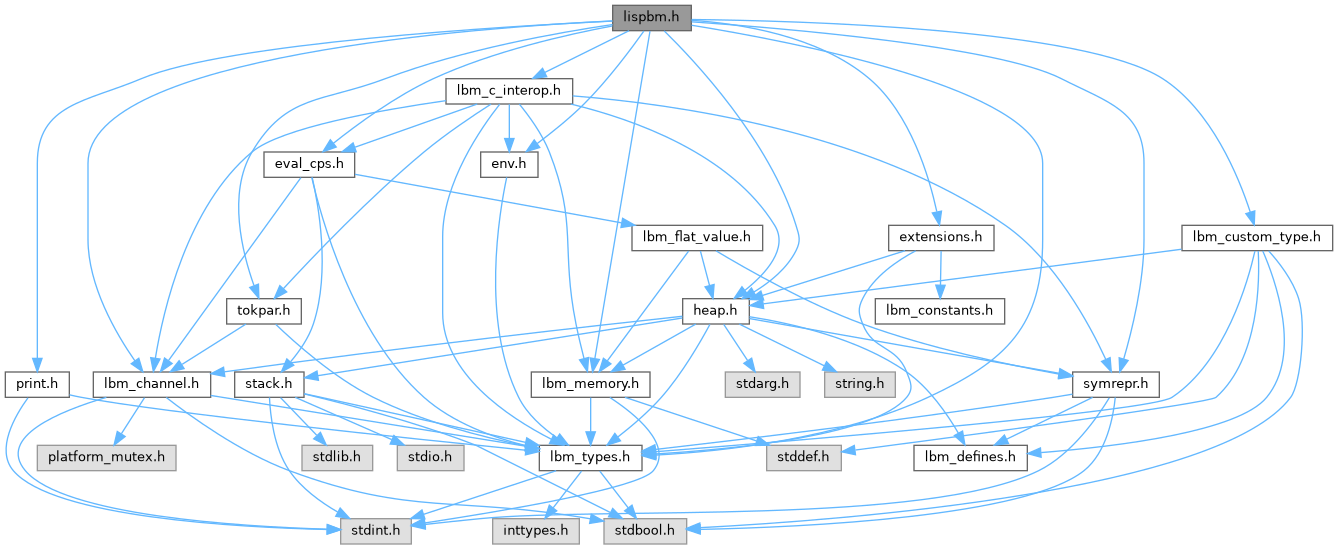 lispbm.h
lbm_c_interop.h
eval_cps.h
env.h
lbm_flat_value.h
extensions.h
lbm_custom_type.h
tokpar.h
heap.h
lbm_constants.h
print.h
lbm_channel.h
stack.h
lbm_memory.h
stdarg.h
string.h
symrepr.h
platform_mutex.h
stdlib.h
stdio.h
lbm_types.h
stddef.h
lbm_defines.h
stdint.h
inttypes.h
stdbool.h